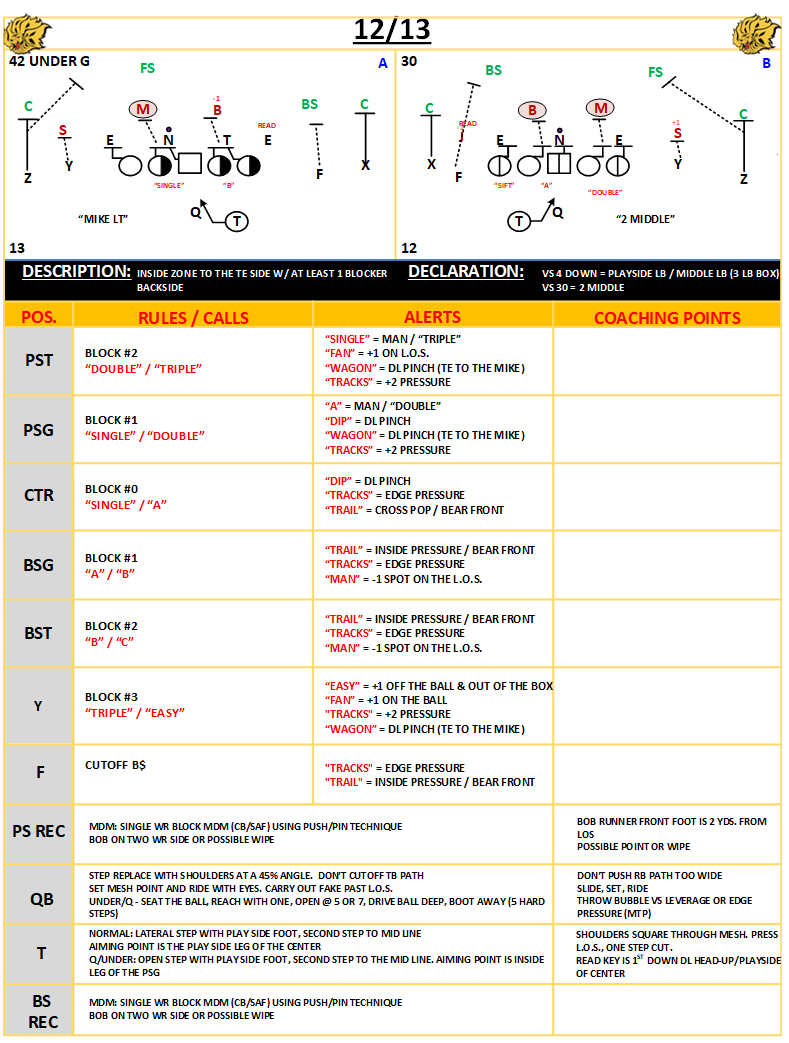 12/13
42 UNDER G
A
FS
C
S
M
-1
B
READ
BS
C
E
N
T
E
Z
Y
F
X
"SINGLE"
"B"
Q
T
"MIKE LT"
13
30
B
BS
FS
C
READ
J
B
M
+1
S
C
E
N
E
X
F
Y
Z
"SIFT"
"A"
"DOUBLE"
T
Q
"2 MIDDLE"
12
DESCRIPTION: INSIDE ZONE TO THE TE SIDE W/ AT LEAST 1 BLOCKER
BACKSIDE
DECLARATION: VS 4 DOWN = PLAYSIDE LB / MIDDLE LB (3 LB BOX)
VS 30 = 2 MIDDLE
POS.
RULES / CALLS
ALERTS
COACHING POINTS
PST
BLOCK #2
"DOUBLE" / "TRIPLE"
"SINGLE" = MAN / "TRIPLE"
"FAN" = +1 ON L.O.S.
"WAGON" = DL PINCH (TE TO THE MIKE)
"TRACKS" = +2 PRESSURE
PSG
BLOCK #1
"SINGLE" / "DOUBLE"
"A" = MAN / "DOUBLE"
"DIP" = DL PINCH
"WAGON" = DL PINCH (TE TO THE MIKE)
"TRACKS" = +2 PRESSURE
CTR
BLOCK #0
"SINGLE" / "A"
"DIP" = DL PINCH
"TRACKS" = EDGE PRESSURE
"TRAIL" = CROSS POP / BEAR FRONT
BSG
BLOCK #1
"A" / "B"
"TRAIL" = INSIDE PRESSURE / BEAR FRONT
"TRACKS" = EDGE PRESSURE
"MAN" = -1 SPOT ON THE L.O.S.
BST
BLOCK #2
"B" / "C"
"TRAIL" = INSIDE PRESSURE / BEAR FRONT
"TRACKS" = EDGE PRESSURE
"MAN" = -1 SPOT ON THE L.O.S.
Y
BLOCK #3
"TRIPLE" / "EASY"
"EASY" = +1 OFF THE BALL & OUT OF THE BOX
"FAN" = +1 ON THE BALL
"TRACKS" = +2 PRESSURE
"WAGON" = DL PINCH (TE TO THE MIKE)
F
CUTOFF B$
"TRACKS" = EDGE PRESSURE
"TRAIL" = INSIDE PRESSURE / BEAR FRONT
PS REC
MDM: SINGLE WR BLOCK MDM (CB/SAF) USING PUSH/PIN TECHNIQUE
BOB ON TWO WR SIDE OR POSSIBLE WIPE
BOB RUNNER FRONT FOOT IS 2 YDS. FROM
LOS
POSSIBLE POINT OR WIPE
QB
STEP REPLACE WITH SHOULDERS AT A 45% ANGLE. DON'T CUTOFF TB PATH
SET MESH POINT AND RIDE WITH EYES. CARRY OUT FAKE PAST L.O.S.
UNDER/Q - SEAT THE BALL, REACH WITH ONE, OPEN @ 5 OR 7, DRIVE BALL DEEP, BOOT AWAY (5 HARD
STEPS)
DON'T PUSH RB PATH TOO WIDE
SLIDE, SET, RIDE
THROW BUBBLE VS LEVERAGE OR EDGE
PRESSURE (MTP)
T
NORMAL: LATERAL STEP WITH PLAY SIDE FOOT, SECOND STEP TO MID LINE
AIMING POINT IS THE PLAY SIDE LEG OF THE CENTER
Q/UNDER: OPEN STEP WITH PLAY SIDE FOOT, SECOND STEP TO THE MID LINE. AIMING POINT IS INSIDE
LEG OF THE PSG
SHOULDERS SQUARE THROUGH MESH. PRESS
L.O.S., ONE STEP CUT.
READ KEY IS 1ST DOWN DL HEAD-UP/PLAYSIDE
OF CENTER
BS
REC
MDM: SINGLE WR BLOCK MDM (CB/SAF) USING PUSH/PIN TECHNIQUE
BOB ON TWO WR SIDE OR POSSIBLE WIPE